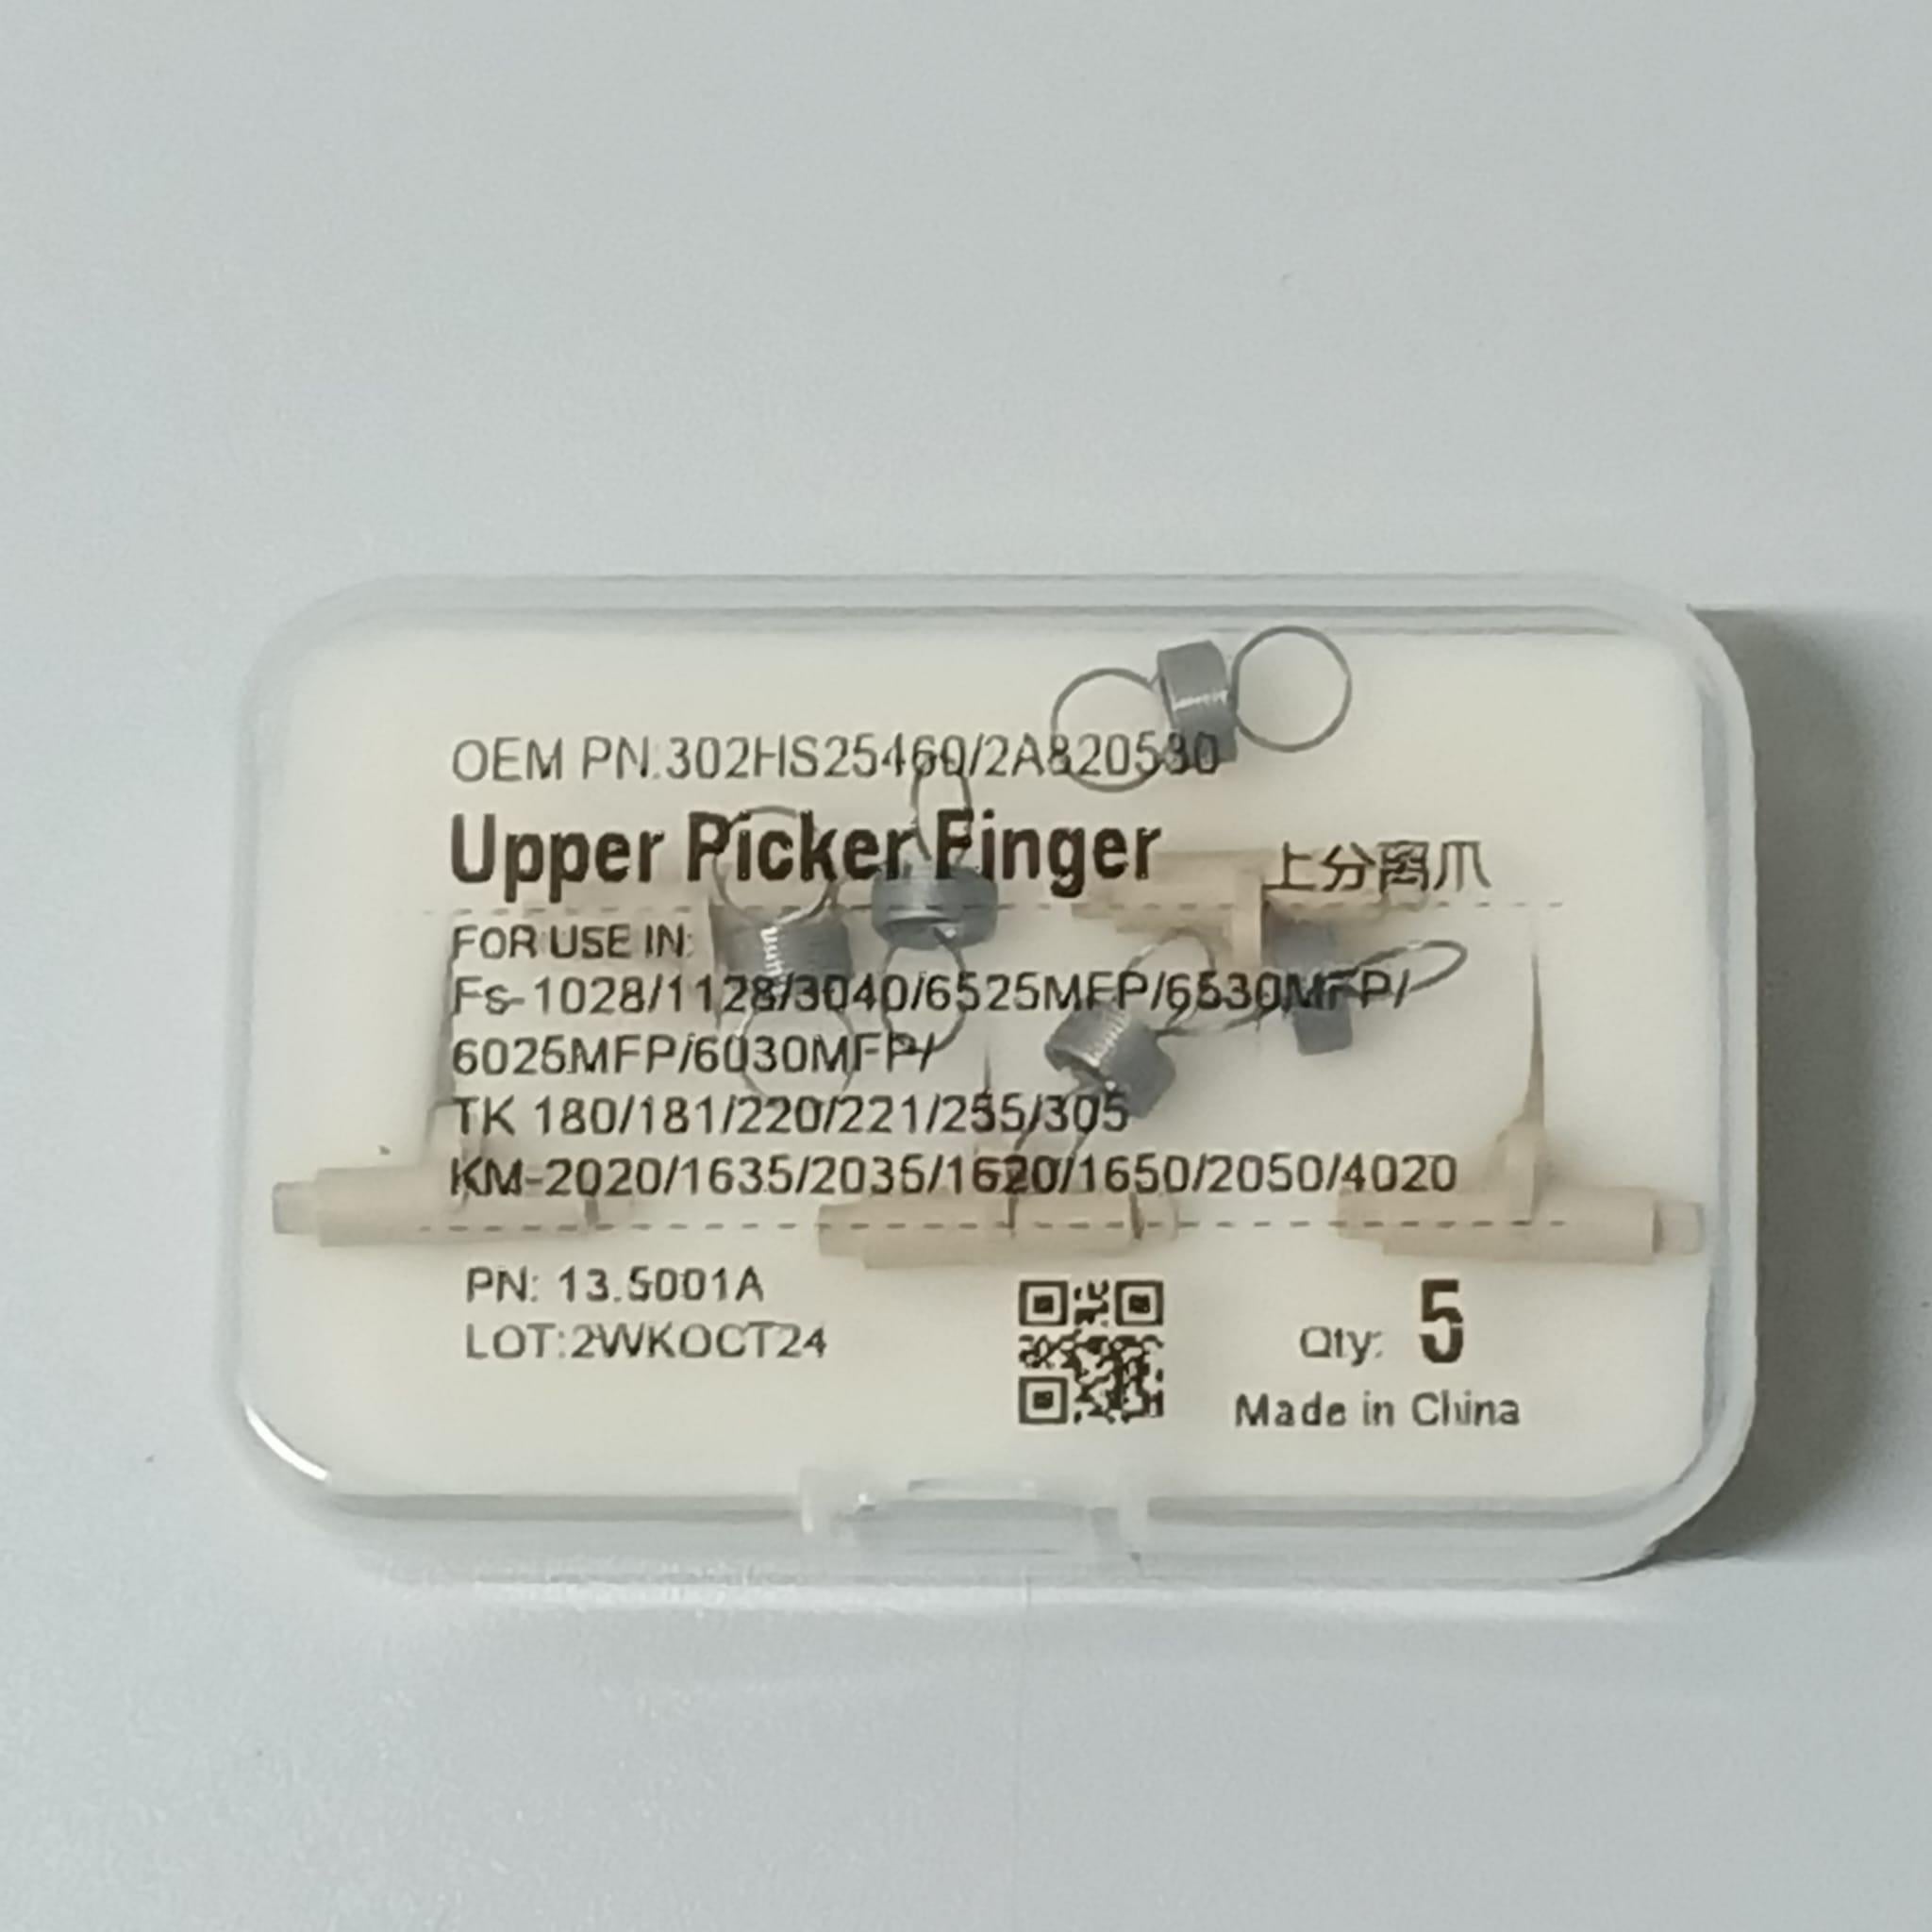 OEM PN:302HS25460/2A820530
Upper Picker Finger 上分离爪
FOR USE IN:
Fs-1028/1128/3040/6525MFP/6530MFP/
6025MFP/6030MFP/
TK 180/181/220/221/255/305
KM-2020/1635/2035/1620/1650/2050/4020
PN: 13.5001A
LOT:2WKOCT24
Qty: 5
Made in China